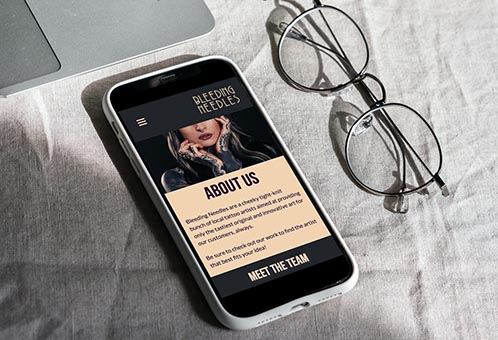 BLEEDING
NEEDLES
ABOUT US
Bleeding Needles are a cheeky tight-knit
bunch of local tattoo artists aimed at providing
only the tastiest original and innovative art for
our customers, always.
Be sure to check out our work to find the artist
that best fits your idea!
MEET THE TEAM